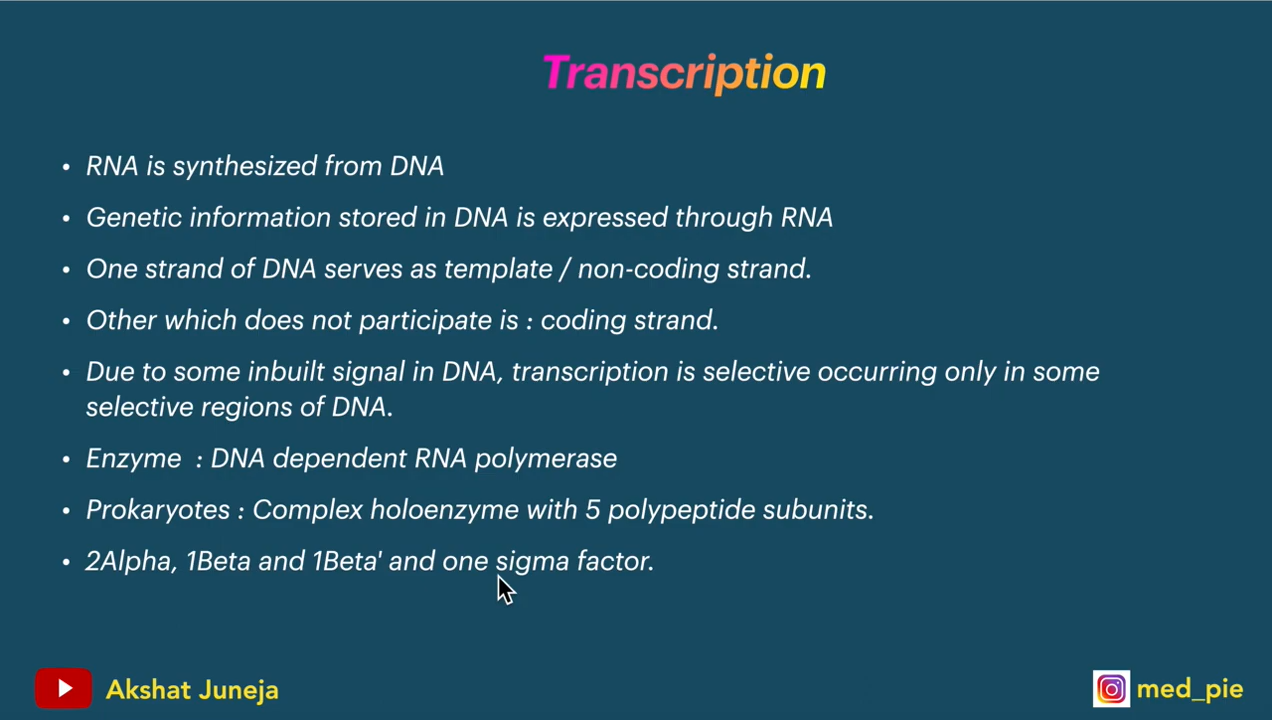 Transcription
• RNA is synthesized from DNA
• Genetic information stored in DNA is expressed through RNA
• One strand of DNA serves as template / non-coding strand.
• Other which does not participate is : coding strand.
• Due to some inbuilt signal in DNA, transcription is selective occurring only in some
selective regions of DNA.
• Enzyme : DNA dependent RNA polymerase
• Prokaryotes : Complex holoenzyme with 5 polypeptide subunits.
• 2Alpha, 1Beta and 1Beta' and one sigma factor.
Akshat Juneja
med_pie